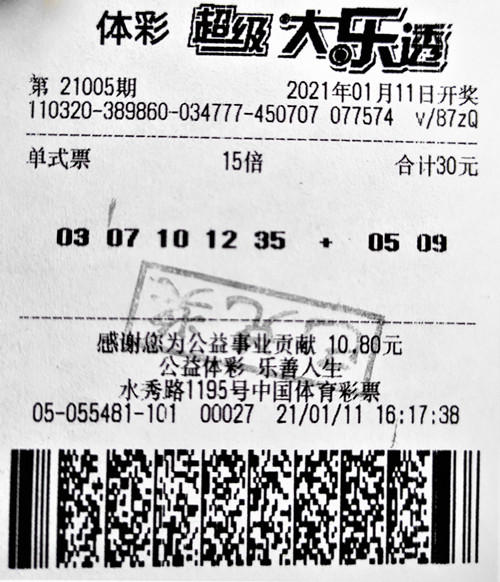 体彩 超级大乐透
第 21005期 2021年01月11日开奖
110320-389860-034777-450707 077574 v/87zQ
单式票 15倍 合计30元
03 07 10 12 35 + 05 09
感谢您为公益事业贡献 10.80元
公益体彩 乐善人生
水秀路1195号中国体育彩票
05-055481-101 00027 21/01/11 16:17:38